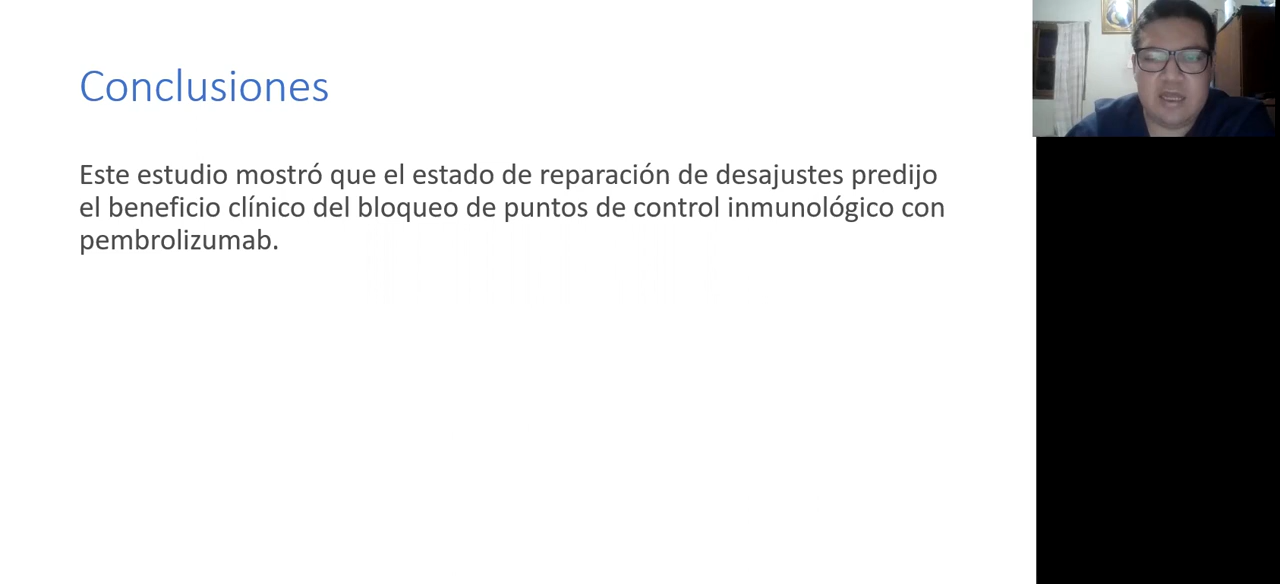 Conclusiones
Este estudio mostró que el estado de reparación de desajustes predijo
el beneficio clínico del bloqueo de puntos de control inmunológico con
pembrolizumab.